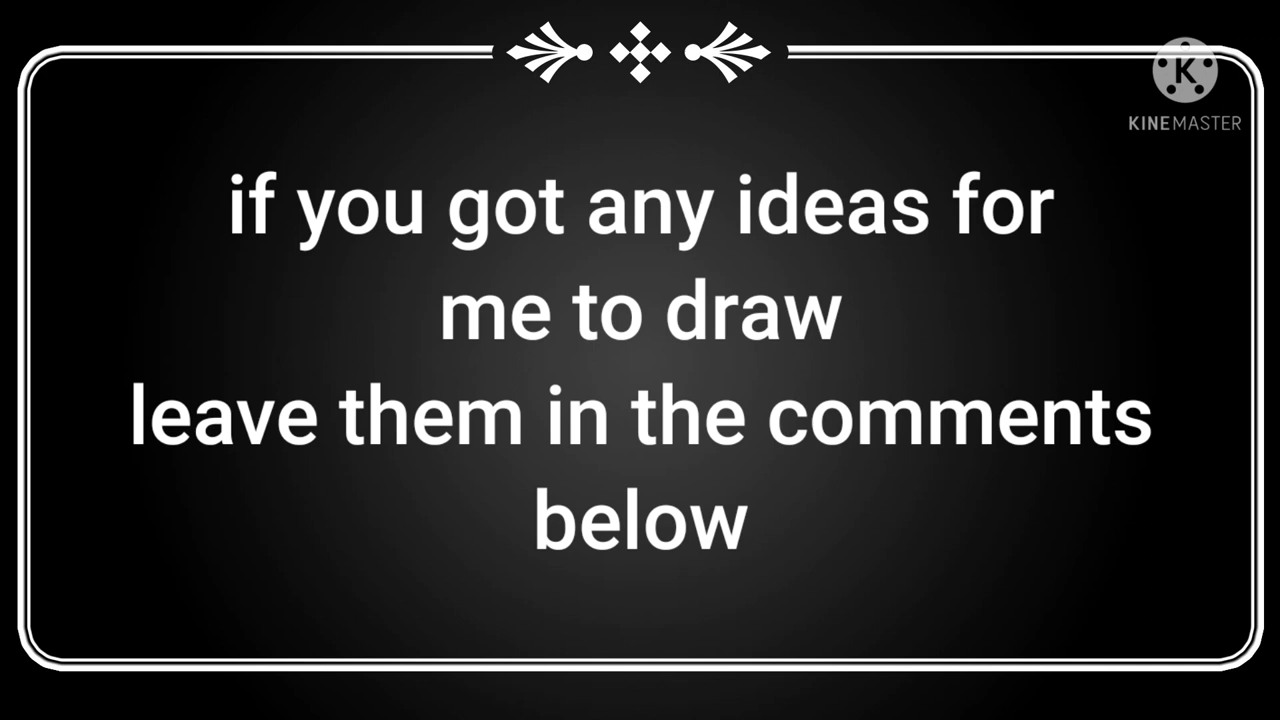 K
KINEMASTER
if you got any ideas for
me to draw
leave them in the comments
below